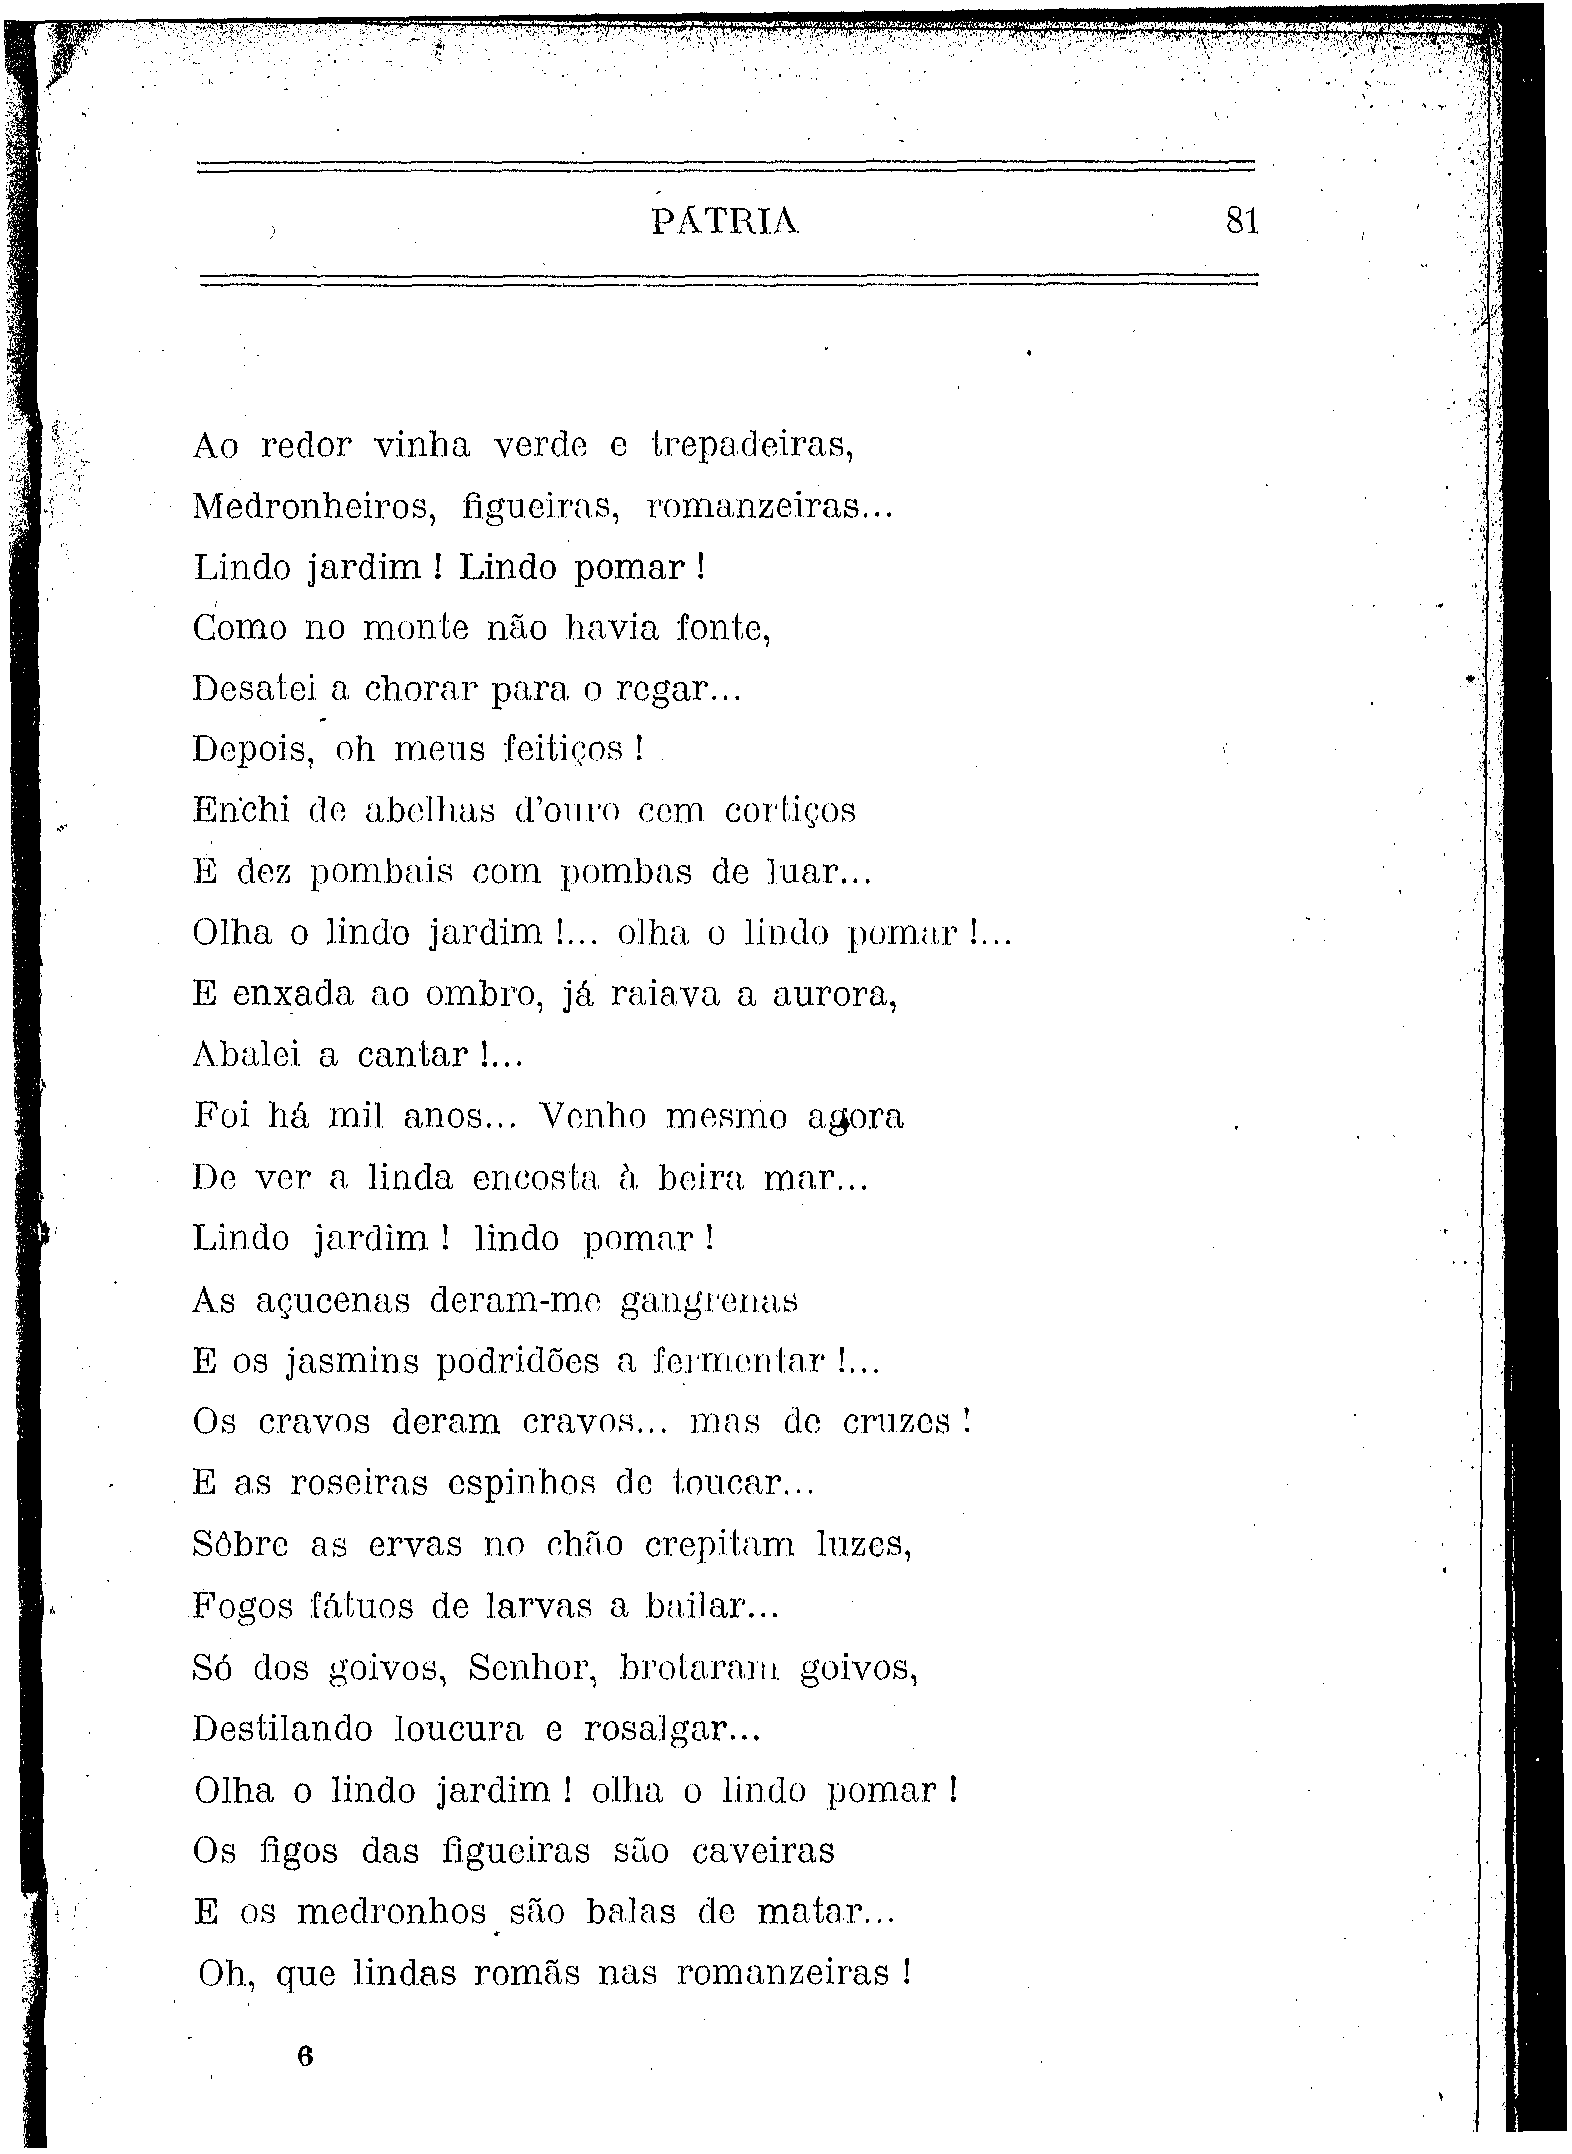 PÁTRIA 81
Ao redor vinha verde e trepadeiras,
Medronheiros, figueiras, romanzeiras...
Lindo jardim ! Lindo pomar !
Como no monte não havia fonte,
Desatei a chorar para o regar...
Depois, oh meus feitiços !
Enchi de abelhas d'ouro cem cortiços
E dez pombais com pombas de luar...
Olha o lindo jardim !... olha o lindo pomar !...
E enxada ao ombro, já raiava a aurora,
Abalei a cantar !...
Foi há mil anos... Venho mesmo agora
De ver a linda encosta à beira mar...
Lindo jardim ! lindo pomar !
As açucenas deram-me gangrenas
E os jasmins podridões a fermentar !...
Os cravos deram cravos... mas de cruzes !
E as roseiras espinhos de toucar...
Sôbre as ervas no chão crepitam luzes,
Fogos fátuos de larvas a bailar...
Só dos goivos, Senhor, brotaram goivos,
Destilando loucura e rosalgar...
Olha o lindo jardim ! olha o lindo pomar !
Os figos das figueiras são caveiras
E os medronhos são balas de matar...
Oh, que lindas romãs nas romanzeiras !
6